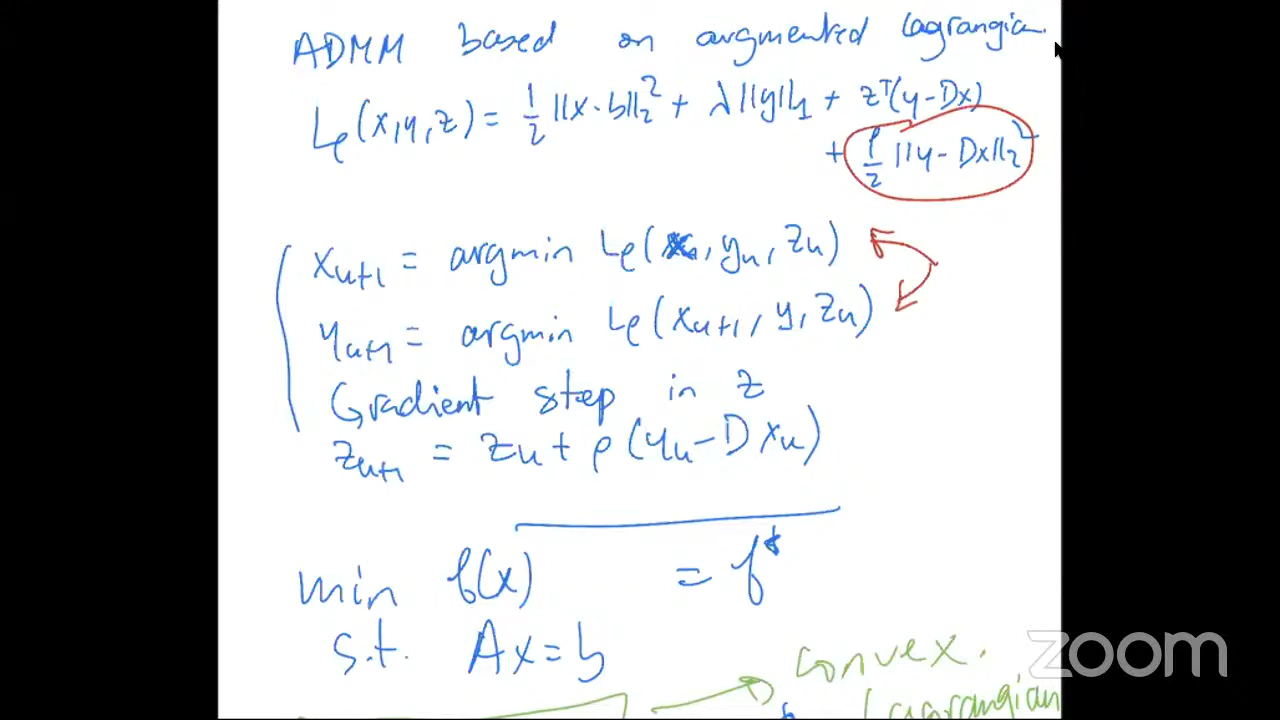 ADMM based on augmented Lagrangian.
Lρ(x,y,z) = 1/2 ||x-b||₂² + λ||y||₁ + zᵀ(y-Dx)
+ ρ/2 ||y-Dx||₂²
xₖ₊₁ = argmin Lρ(x, yₖ, zₖ)
yₖ₊₁ = argmin Lρ(xₖ₊₁, y, zₖ)
Gradient step in z
zₖ₊₁ = zₖ + ρ(yₖ - Dxₖ)
min f(x) = f*
s.t. Ax=b
convex.
Lagrangian
zoom